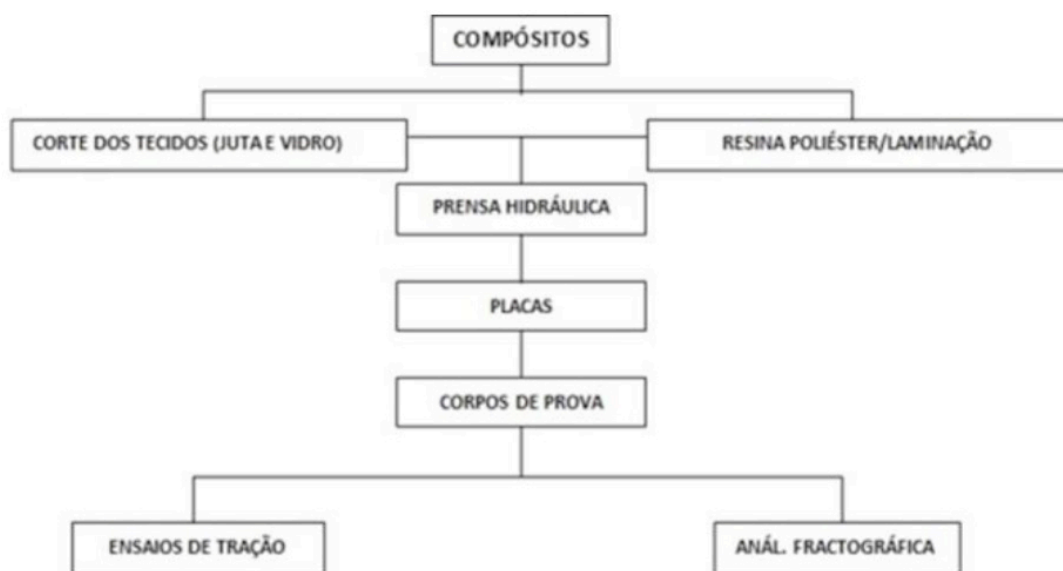 COMPÓSITOS
CORTE DOS TECIDOS (JUTA E VIDRO)
RESINA POLIÉSTER/LAMINAÇÃO
PRENSA HIDRÁULICA
PLACAS
CORPOS DE PROVA
ENSAIOS DE TRAÇÃO
ANÁL. FRACTOGRÁFICA